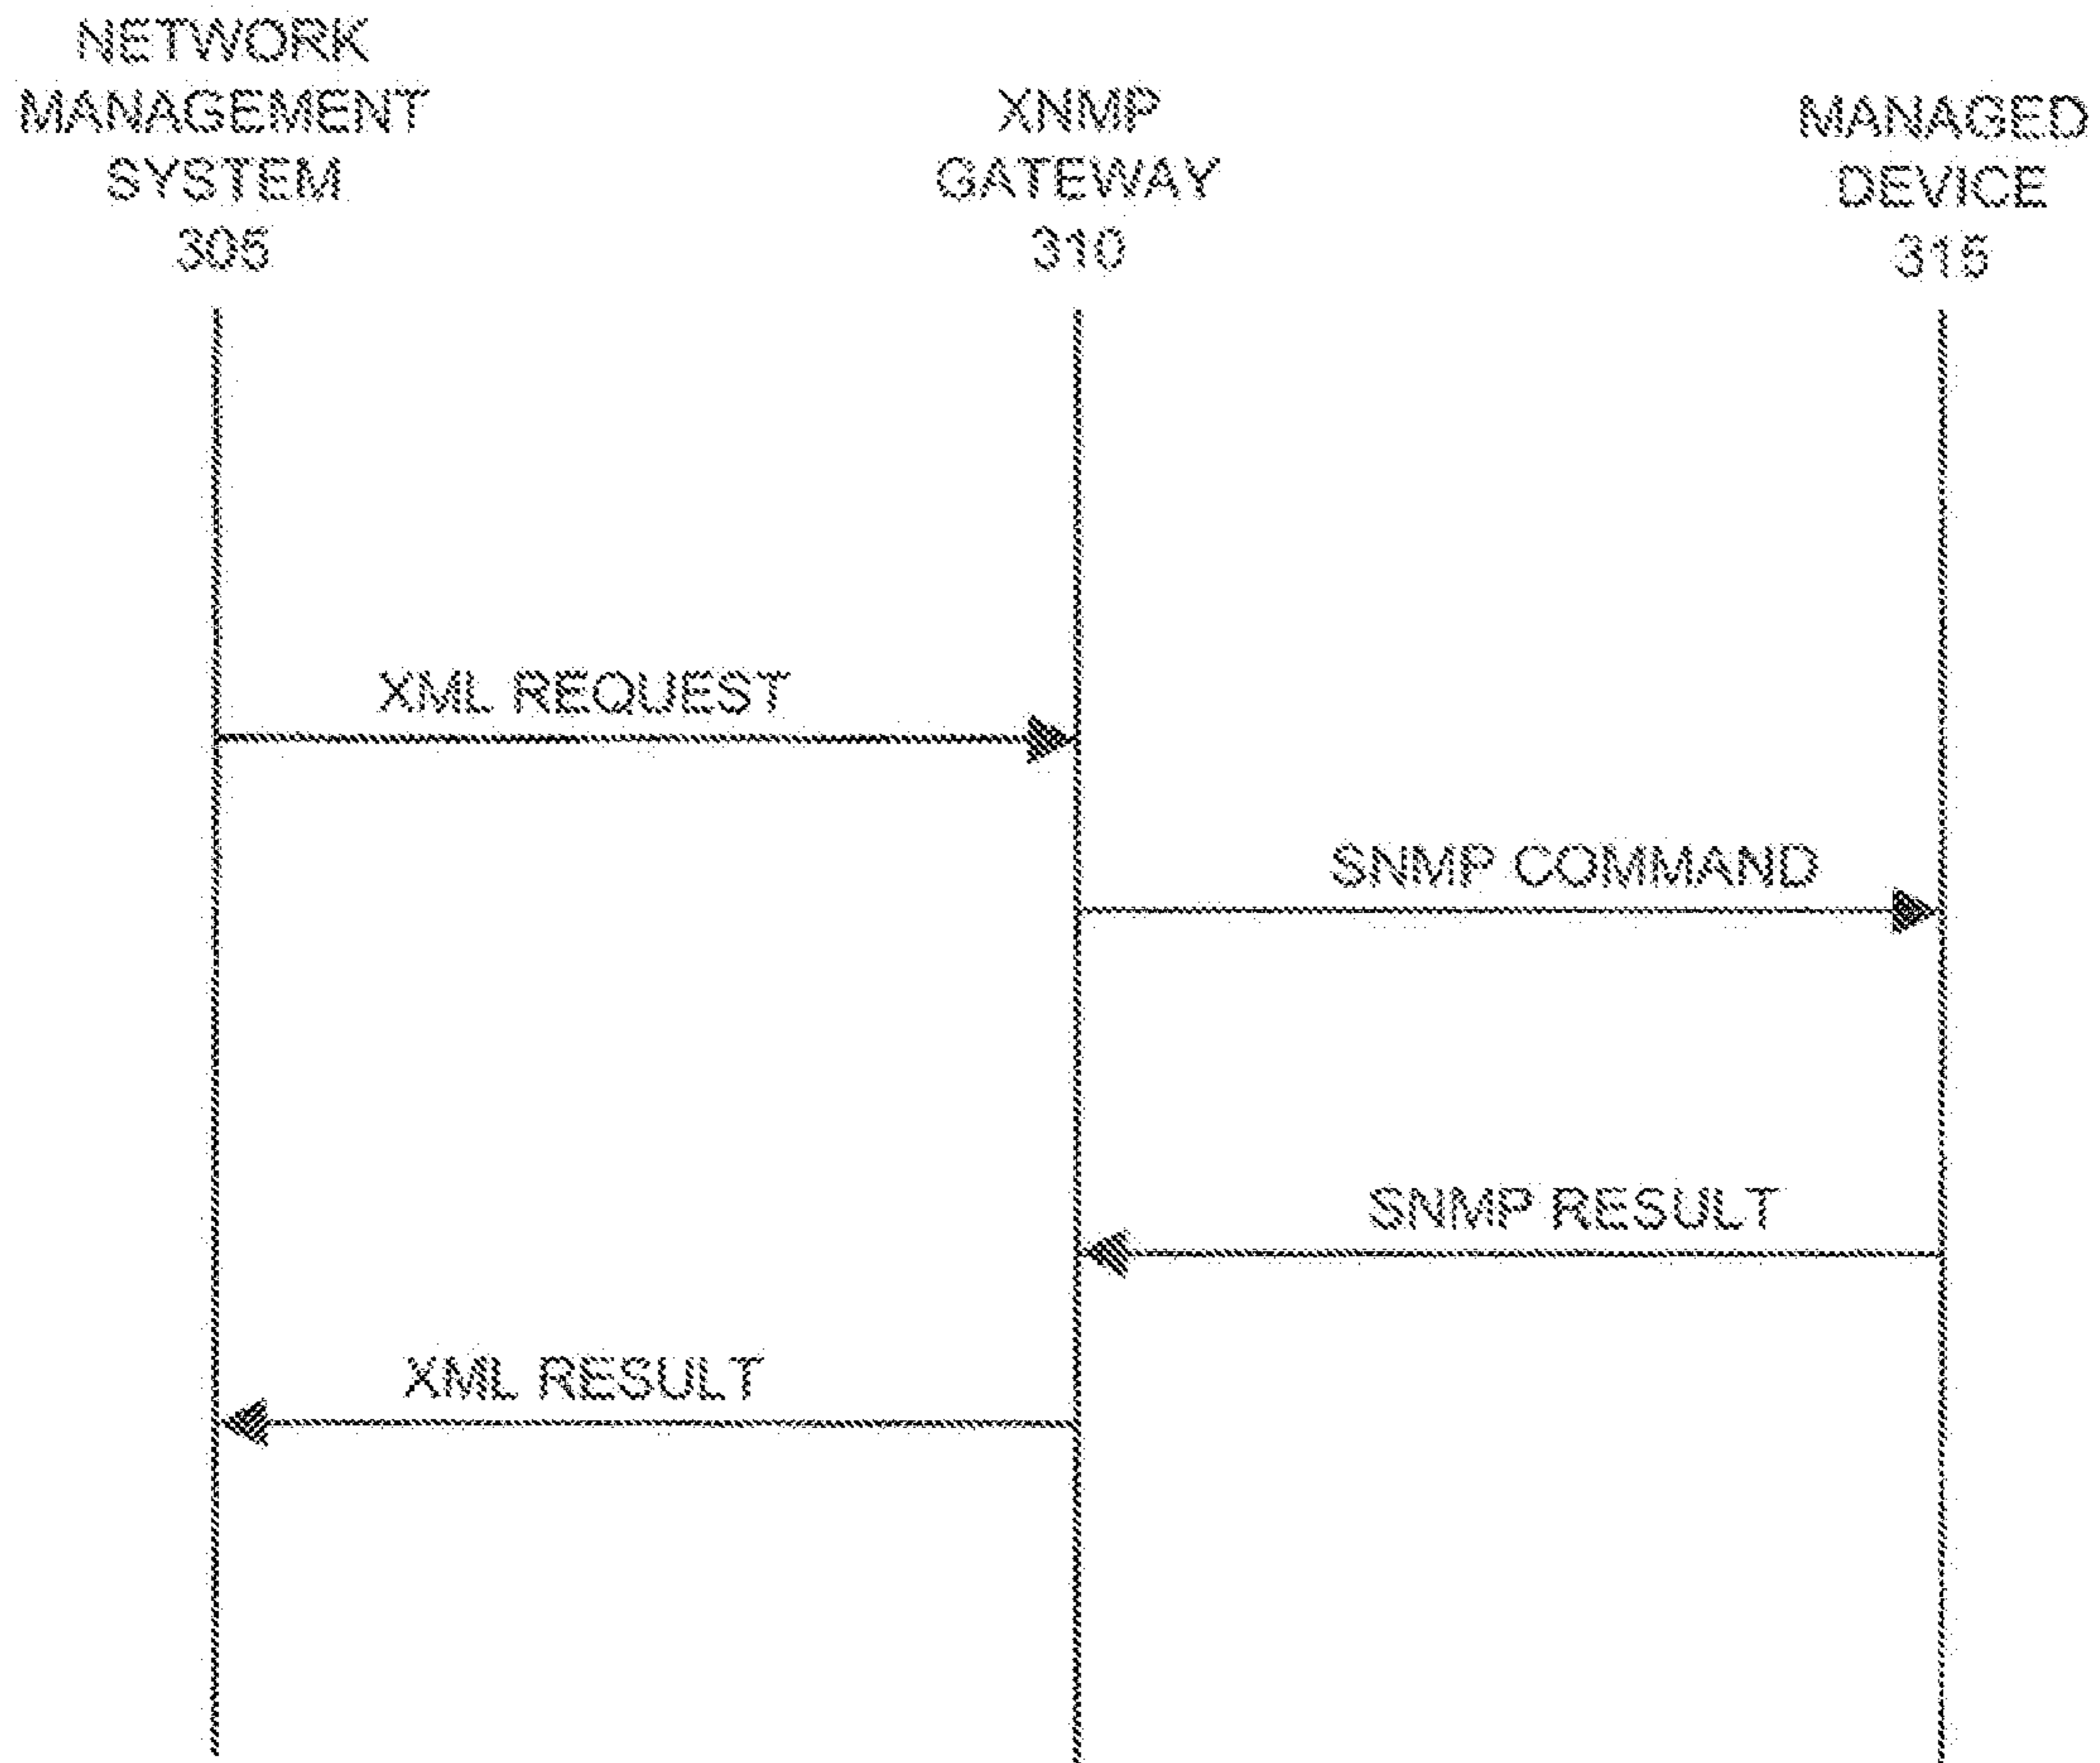 NETWORK
MANAGEMENT
SYSTEM
305
XNMP
GATEWAY
310
MANAGED
DEVICE
315
XML REQUEST
SNMP COMMAND
SNMP RESULT
XML RESULT